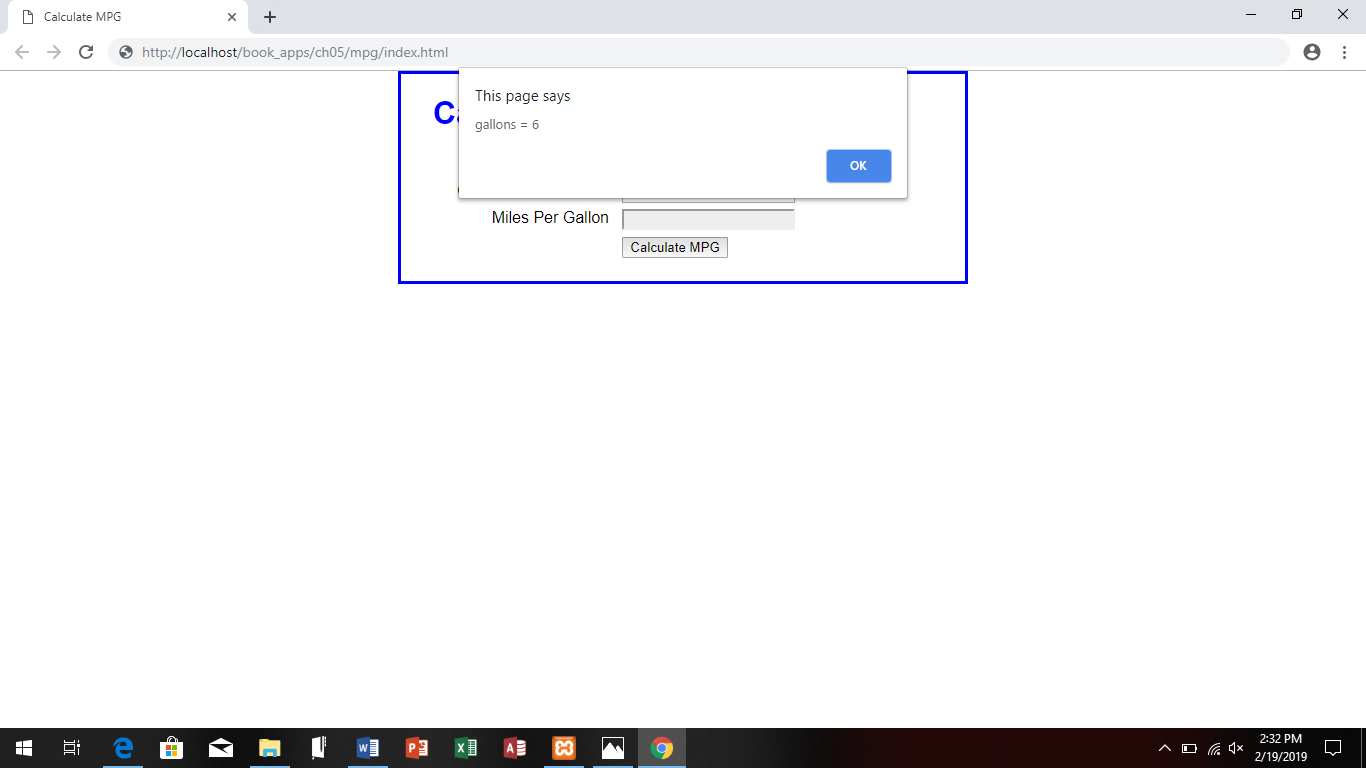 Calculate MPG
http://localhost/book_apps/ch05/mpg/index.html
This page says
gallons = 6
OK
Miles Per Gallon
Calculate MPG
2:32 PM
2/19/2019